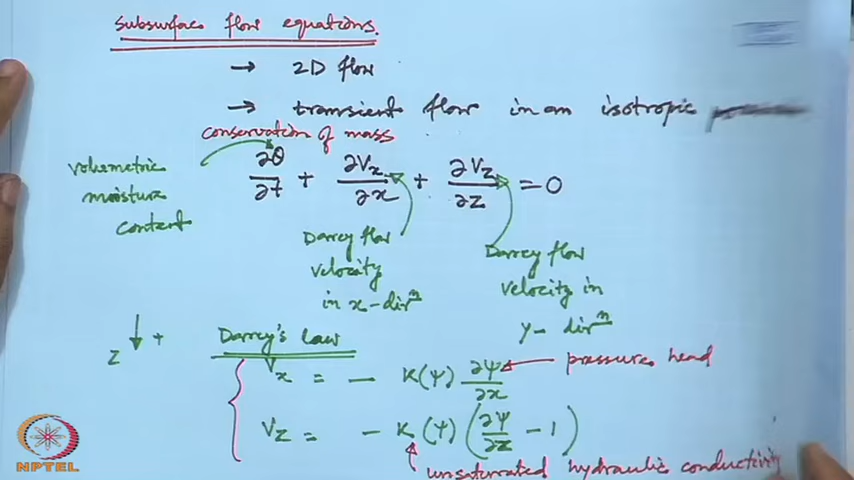 Subsurface flow equations.
→ 2D flow
→ transient flow in an isotropic
conservation of mass
∂θ/∂t + ∂Vx/∂x + ∂Vz/∂z = 0
volumetric
moisture
content
Darcy flow
velocity
in x-dirⁿ
Darcy flow
velocity in
y- dirⁿ
z ↓ +
Darcy's law
Vx = - K(ψ) ∂ψ/∂x
pressure head
Vz = - K(ψ) (∂ψ/∂z - 1)
unsaturated hydraulic conductivity
NPTEL